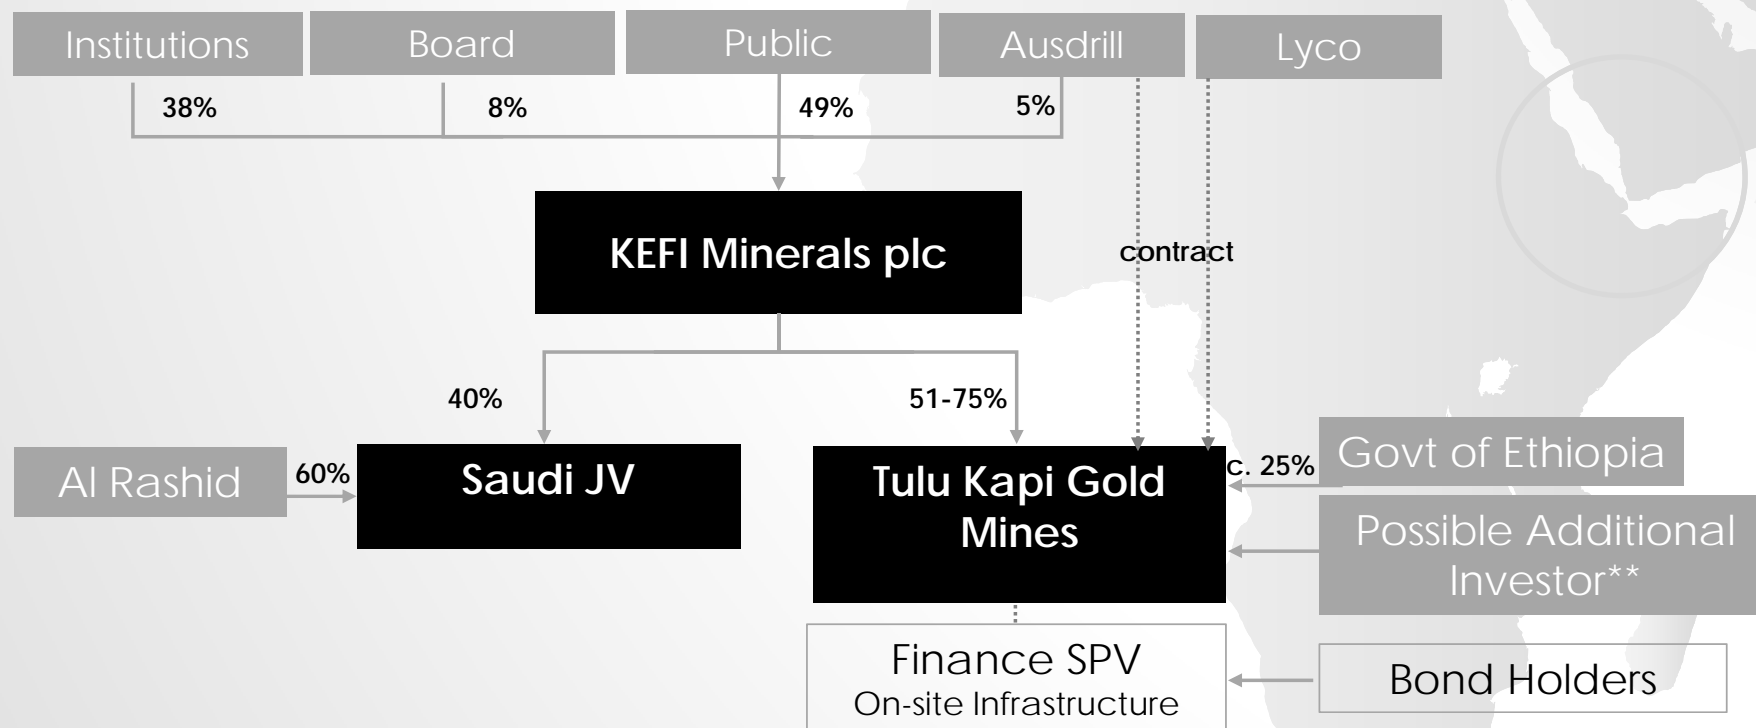 Institutions
Board
Public
Ausdrill
Lyco
38%
8%
49%
5%
KEFI Minerals plc
contract
40%
51-75%
Al Rashid
60%
Saudi JV
Tulu Kapi Gold
Mines
c. 25%
Govt of Ethiopia
Possible Additional
Investor**
Finance SPV
On-site Infrastructure
Bond Holders